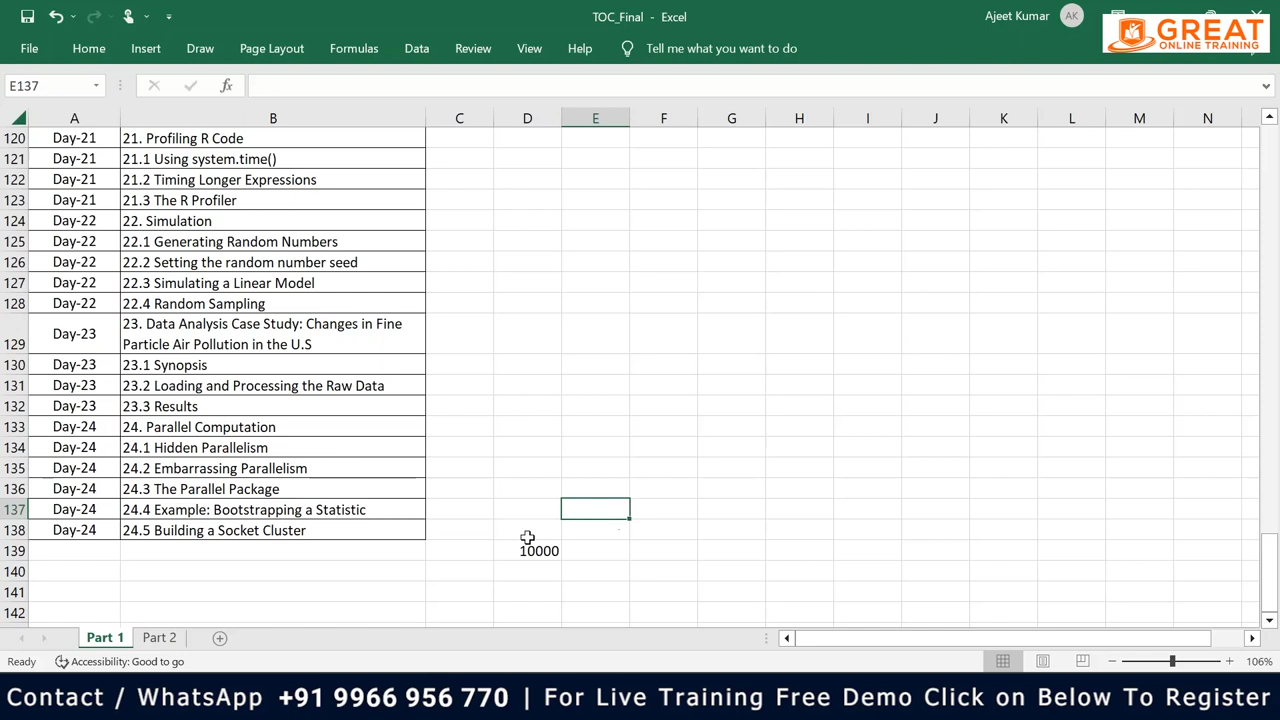 TOC_Final - Excel
Ajeet Kumar AK
GREAT
ONLINE TRAINING
File Home Insert Draw Page Layout Formulas Data Review View Help Tell me what you want to do
E137 fx
A B C D E F G H I J K L M N
120 Day-21 21. Profiling R Code
121 Day-21 21.1 Using system.time()
122 Day-21 21.2 Timing Longer Expressions
123 Day-21 21.3 The R Profiler
124 Day-22 22. Simulation
125 Day-22 22.1 Generating Random Numbers
126 Day-22 22.2 Setting the random number seed
127 Day-22 22.3 Simulating a Linear Model
128 Day-22 22.4 Random Sampling
129 Day-23 23. Data Analysis Case Study: Changes in Fine
Particle Air Pollution in the U.S
130 Day-23 23.1 Synopsis
131 Day-23 23.2 Loading and Processing the Raw Data
132 Day-23 23.3 Results
133 Day-24 24. Parallel Computation
134 Day-24 24.1 Hidden Parallelism
135 Day-24 24.2 Embarrassing Parallelism
136 Day-24 24.3 The Parallel Package
137 Day-24 24.4 Example: Bootstrapping a Statistic
138 Day-24 24.5 Building a Socket Cluster
139 10000
140
141
142
Part 1 Part 2
Ready Accessibility: Good to go 106%
Contact / WhatsApp +91 9966 956 770 | For Live Training Free Demo Click on Below To Register